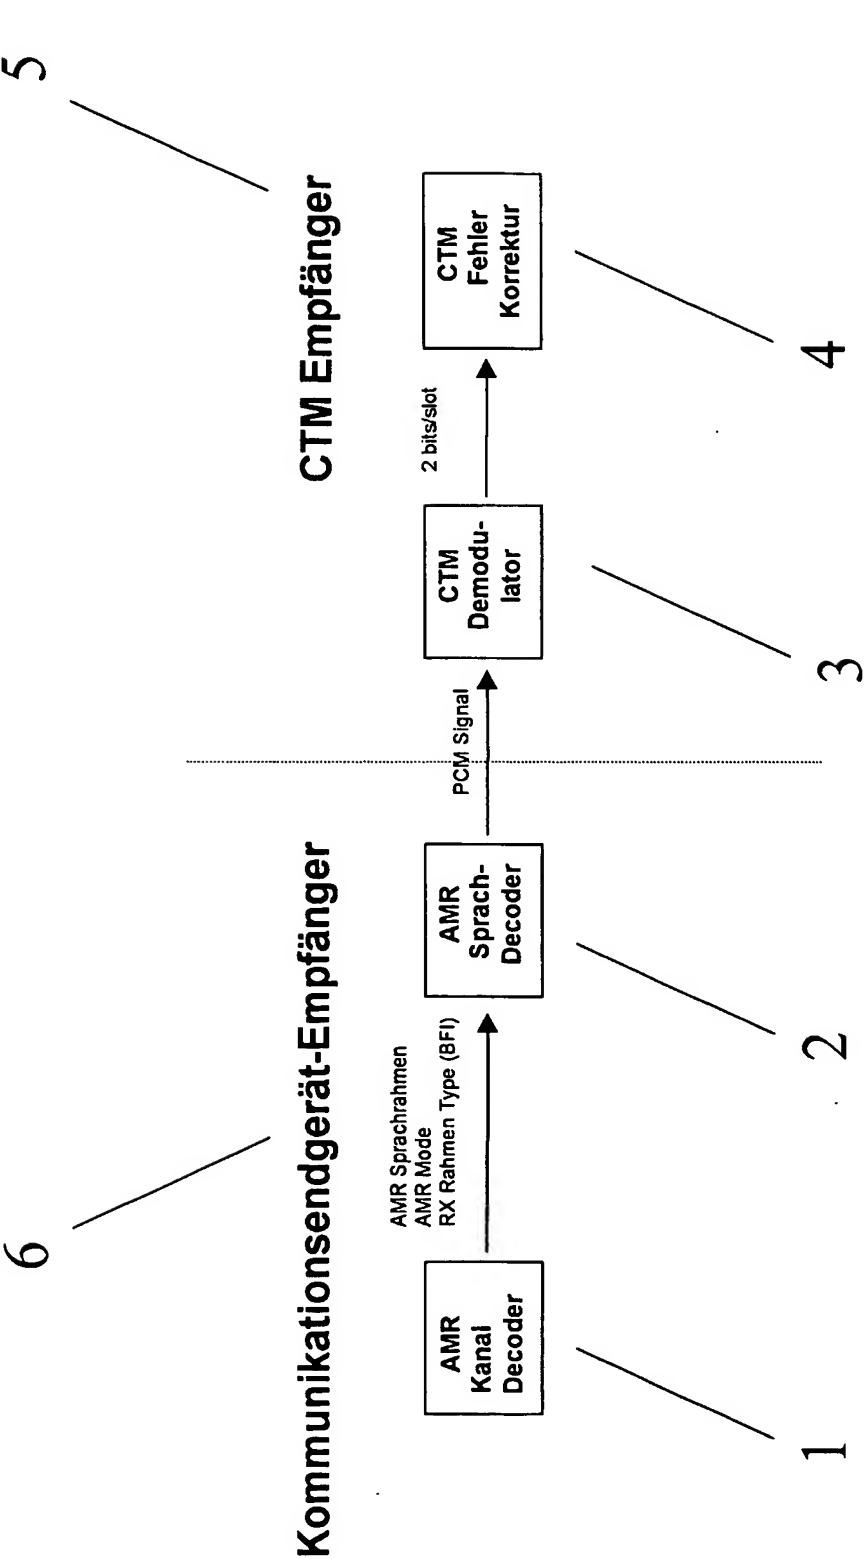 6
5
Kommunikationsendgerät-Empfänger
CTM Empfänger
AMR
Kanal
Decoder
AMR Sprachrahmen
AMR Mode
RX Rahmen Type (BFI)
AMR
Sprach-
Decoder
PCM Signal
CTM
Demodu-
lator
2 bits/slot
CTM
Fehler
Korrektur
1
2
3
4